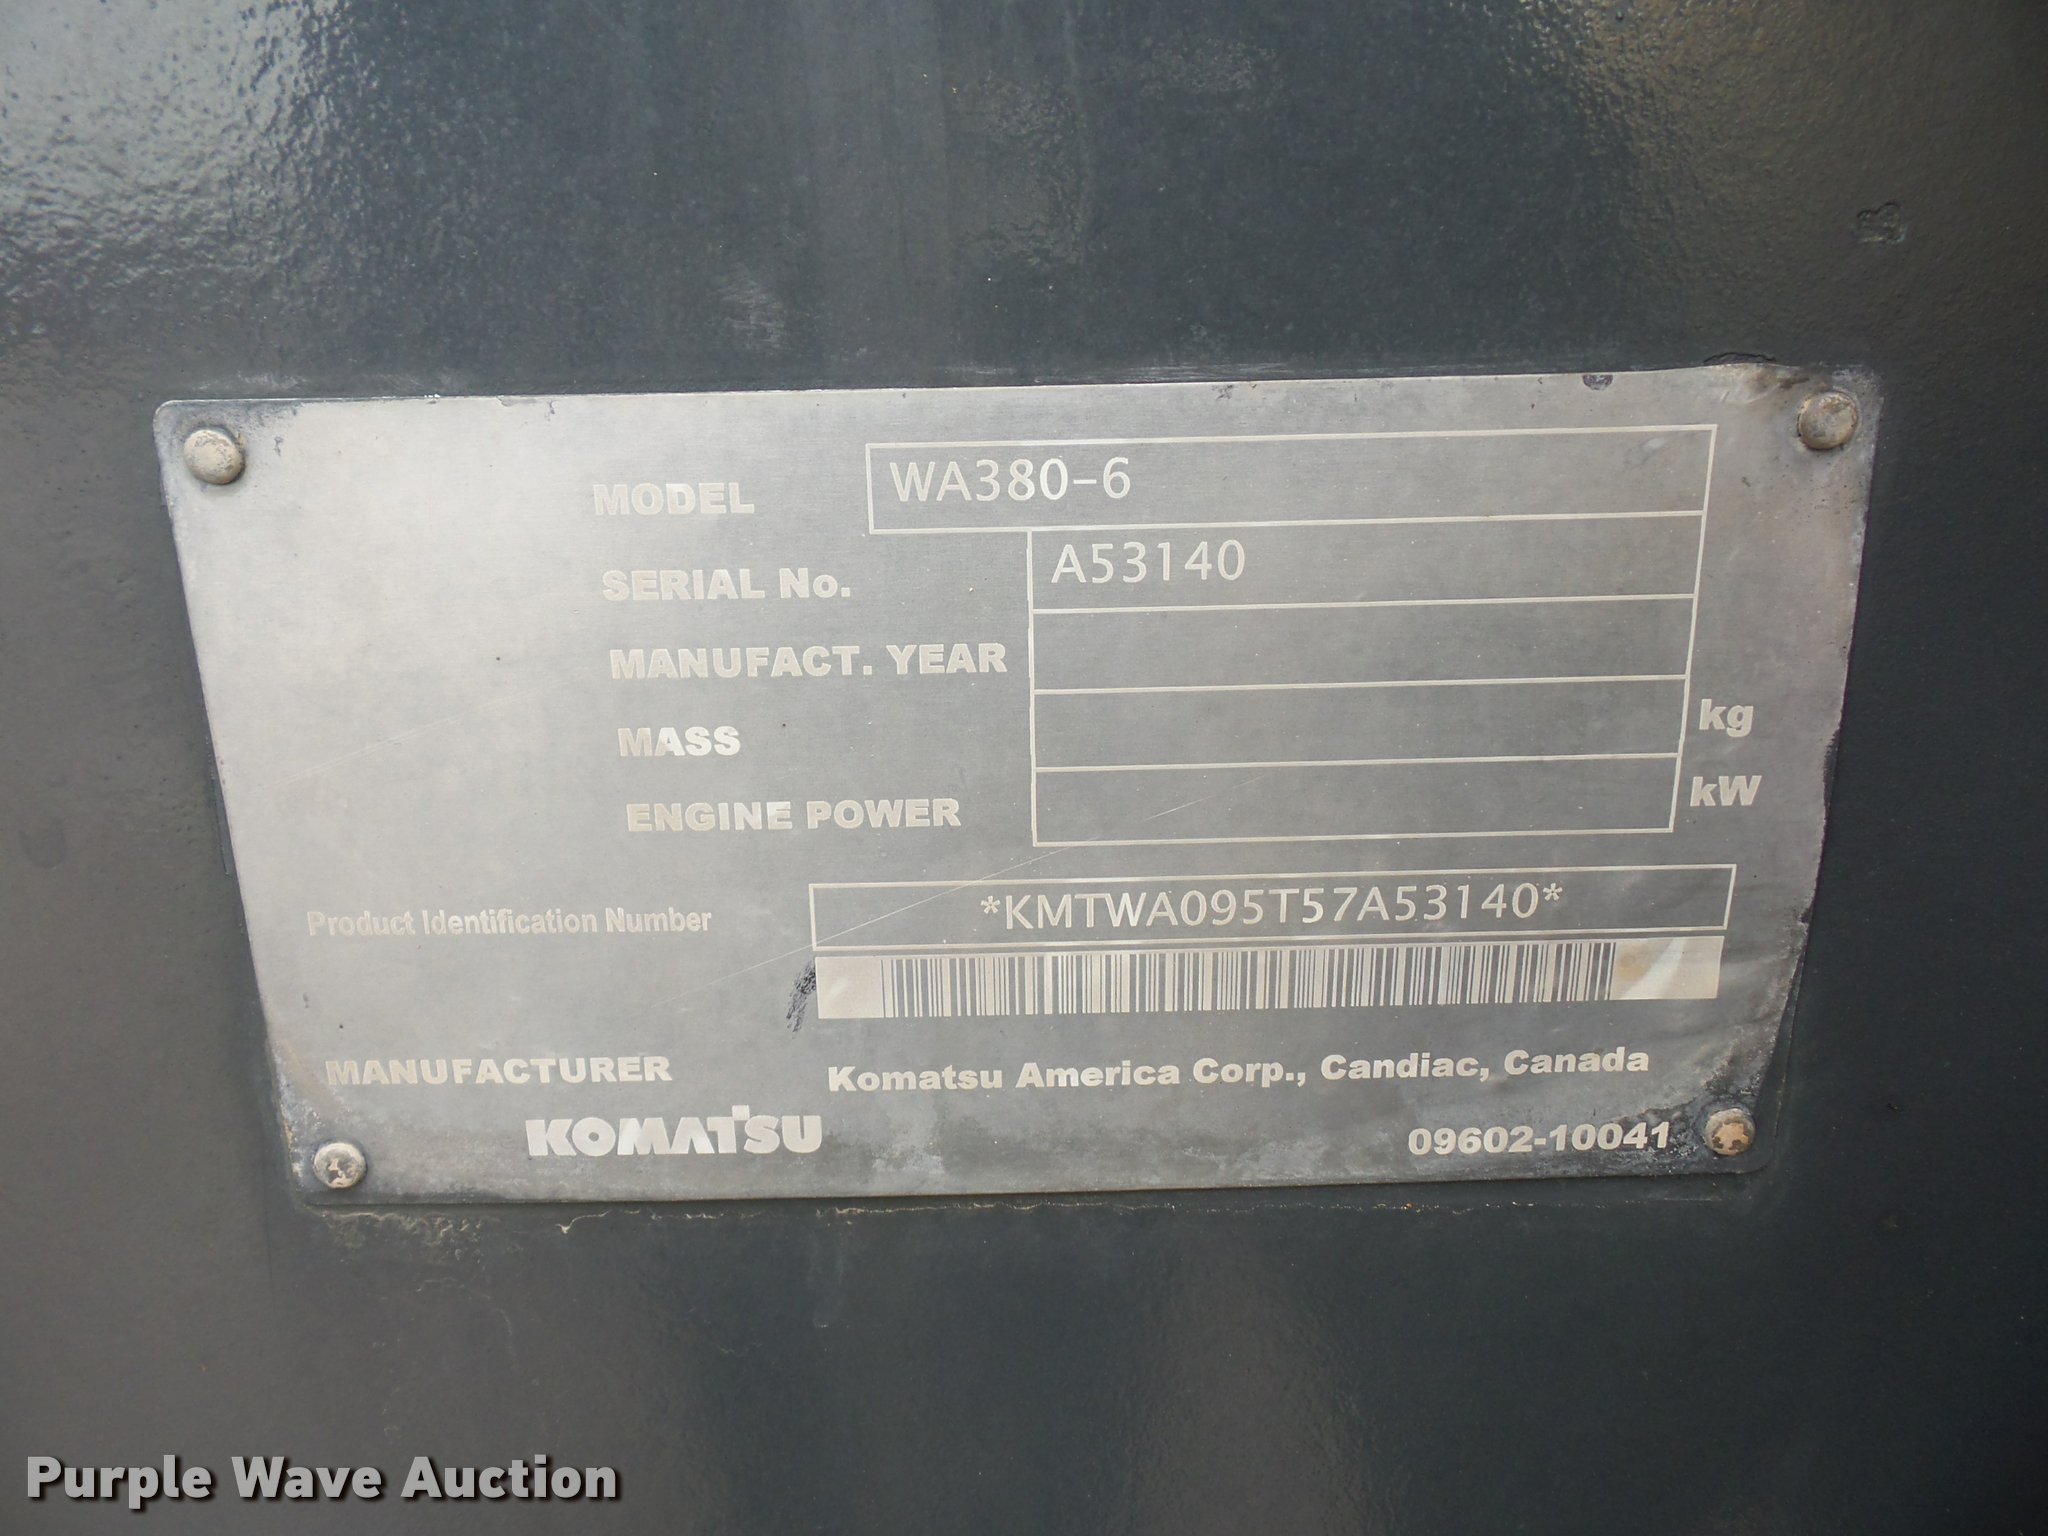 MODEL WA380-6
SERIAL No. A53140
MANUFACT. YEAR
MASS kg
ENGINE POWER kW
Product Identification Number *KMTWA095T57A53140*
MANUFACTURER Komatsu America Corp., Candiac, Canada
KOMATSU 09602-10041
Purple Wave Auction